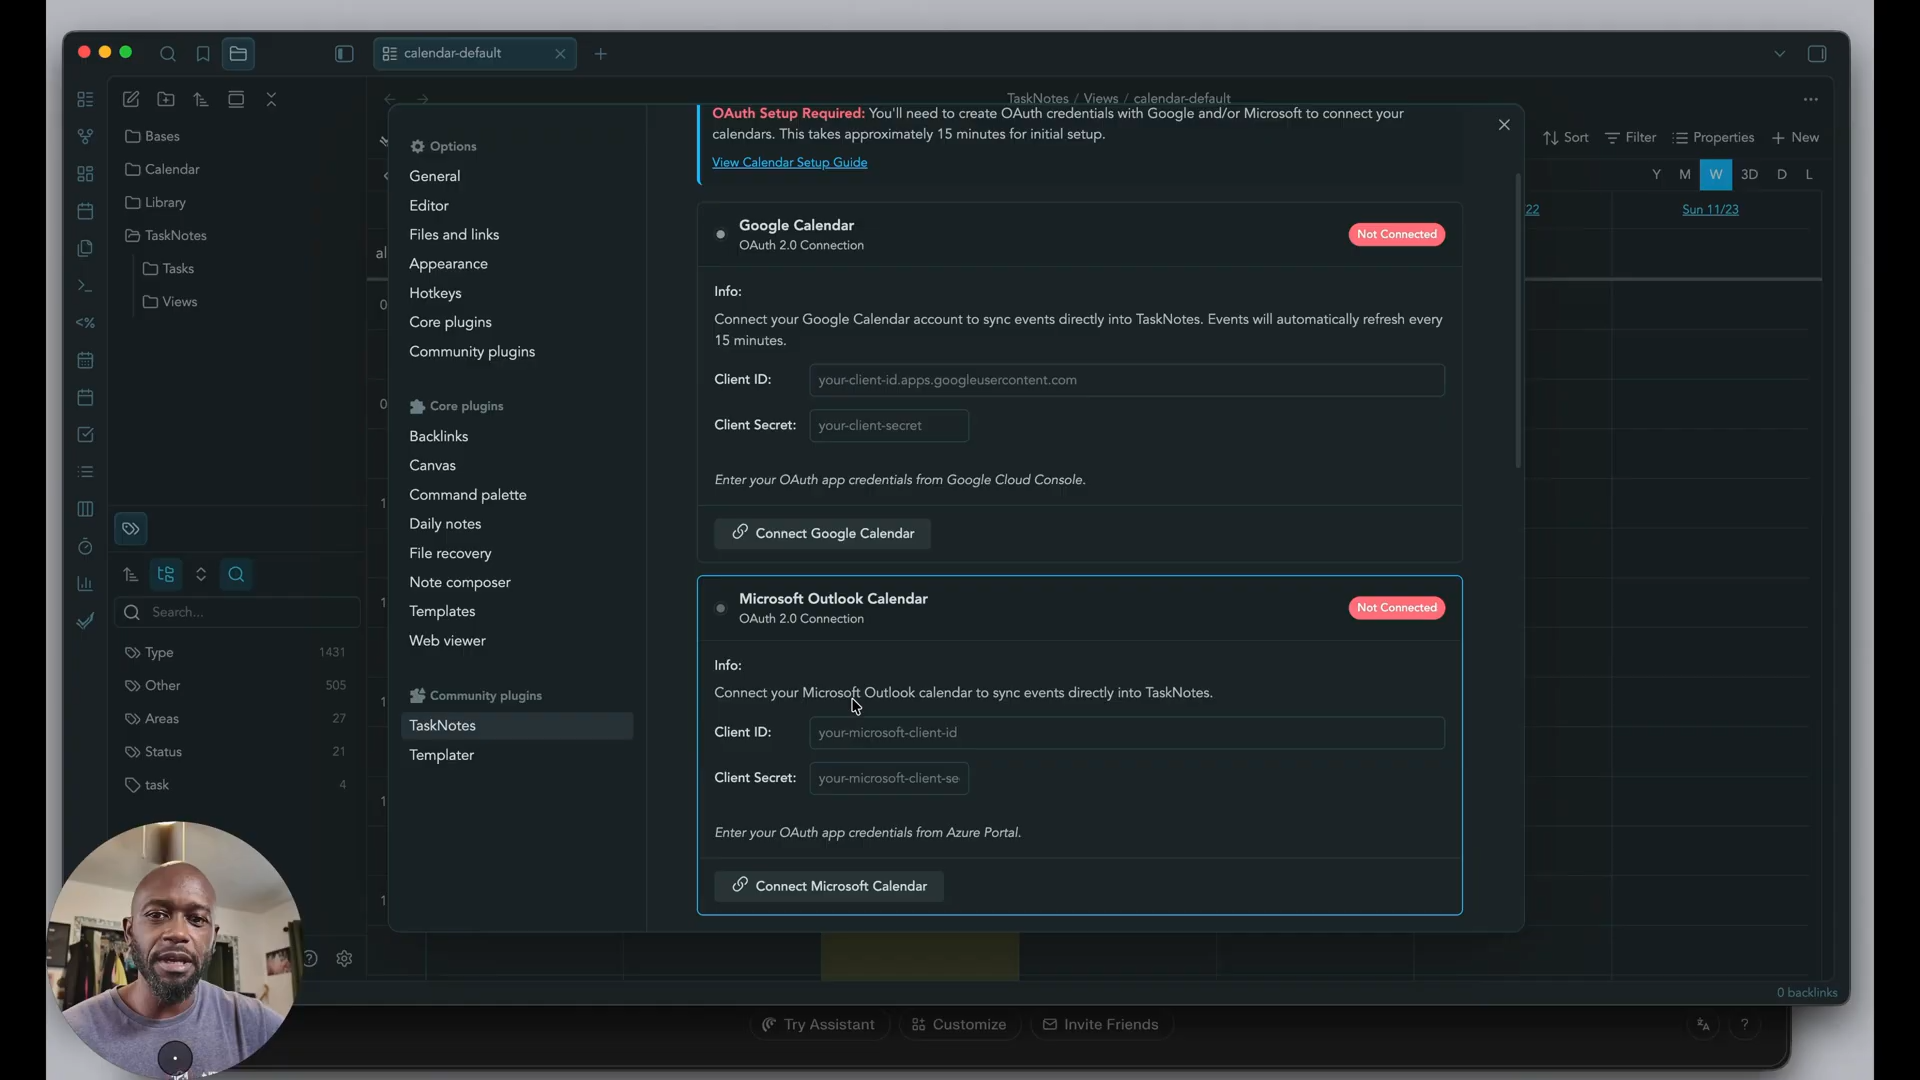 calendar-default
TaskNotes / Views / calendar-default
Sort
Filter
Properties
New
Y
M
W
3D
D
L
22
Sun 11/23
Bases
Calendar
Library
TaskNotes
Tasks
Views
Search...
Type 1431
Other 505
Areas 27
Status 21
task 4
Options
General
Editor
Files and links
Appearance
Hotkeys
Core plugins
Community plugins
Core plugins
Backlinks
Canvas
Command palette
Daily notes
File recovery
Note composer
Templates
Web viewer
Community plugins
TaskNotes
Templater
OAuth Setup Required: You'll need to create OAuth credentials with Google and/or Microsoft to connect your
calendars. This takes approximately 15 minutes for initial setup.
View Calendar Setup Guide
Google Calendar
OAuth 2.0 Connection
Not Connected
Info:
Connect your Google Calendar account to sync events directly into TaskNotes. Events will automatically refresh every
15 minutes.
Client ID: your-client-id.apps.googleusercontent.com
Client Secret: your-client-secret
Enter your OAuth app credentials from Google Cloud Console.
Connect Google Calendar
Microsoft Outlook Calendar
OAuth 2.0 Connection
Not Connected
Info:
Connect your Microsoft Outlook calendar to sync events directly into TaskNotes.
Client ID: your-microsoft-client-id
Client Secret: your-microsoft-client-se
Enter your OAuth app credentials from Azure Portal.
Connect Microsoft Calendar
0 backlinks
Try Assistant
Customize
Invite Friends